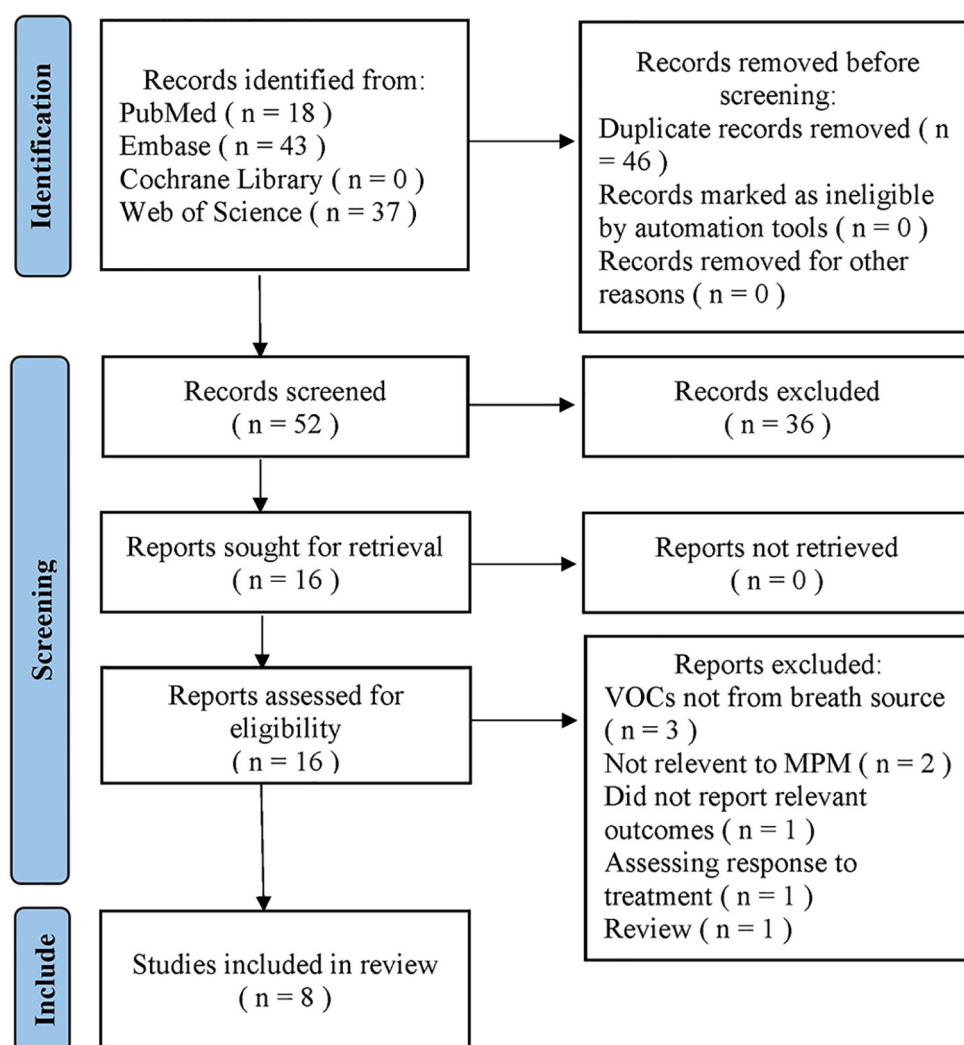 Identification
Records identified from:
PubMed ( n = 18 )
Embase ( n = 43 )
Cochrane Library ( n = 0 )
Web of Science ( n = 37 )
Records removed before
screening:
Duplicate records removed ( n
= 46 )
Records marked as ineligible
by automation tools ( n = 0 )
Records removed for other
reasons ( n = 0 )
Screening
Records screened
( n = 52 )
Records excluded
( n = 36 )
Reports sought for retrieval
( n = 16 )
Reports not retrieved
( n = 0 )
Reports assessed for
eligibility
( n = 16 )
Reports excluded:
VOCs not from breath source
( n = 3 )
Not relevent to MPM ( n = 2 )
Did not report relevant
outcomes ( n = 1 )
Assessing response to
treatment ( n = 1 )
Review ( n = 1 )
Include
Studies included in review
( n = 8 )